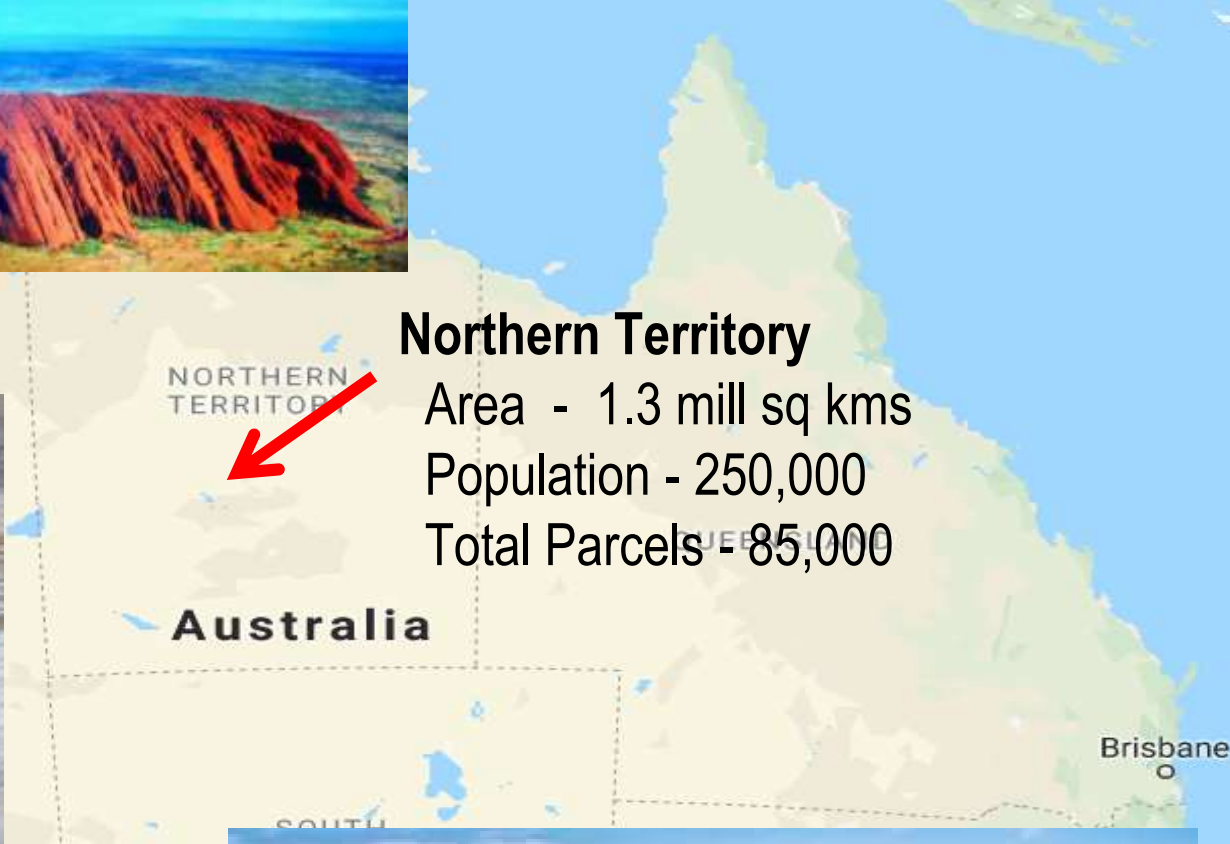 Northern Territory
NORTHERN
TERRITORY
Area - 1.3 mill sq kms
Population - 250,000
Total Parcels - 85,000
QUEENSLAND
Australia
Brisbane
SOUTH